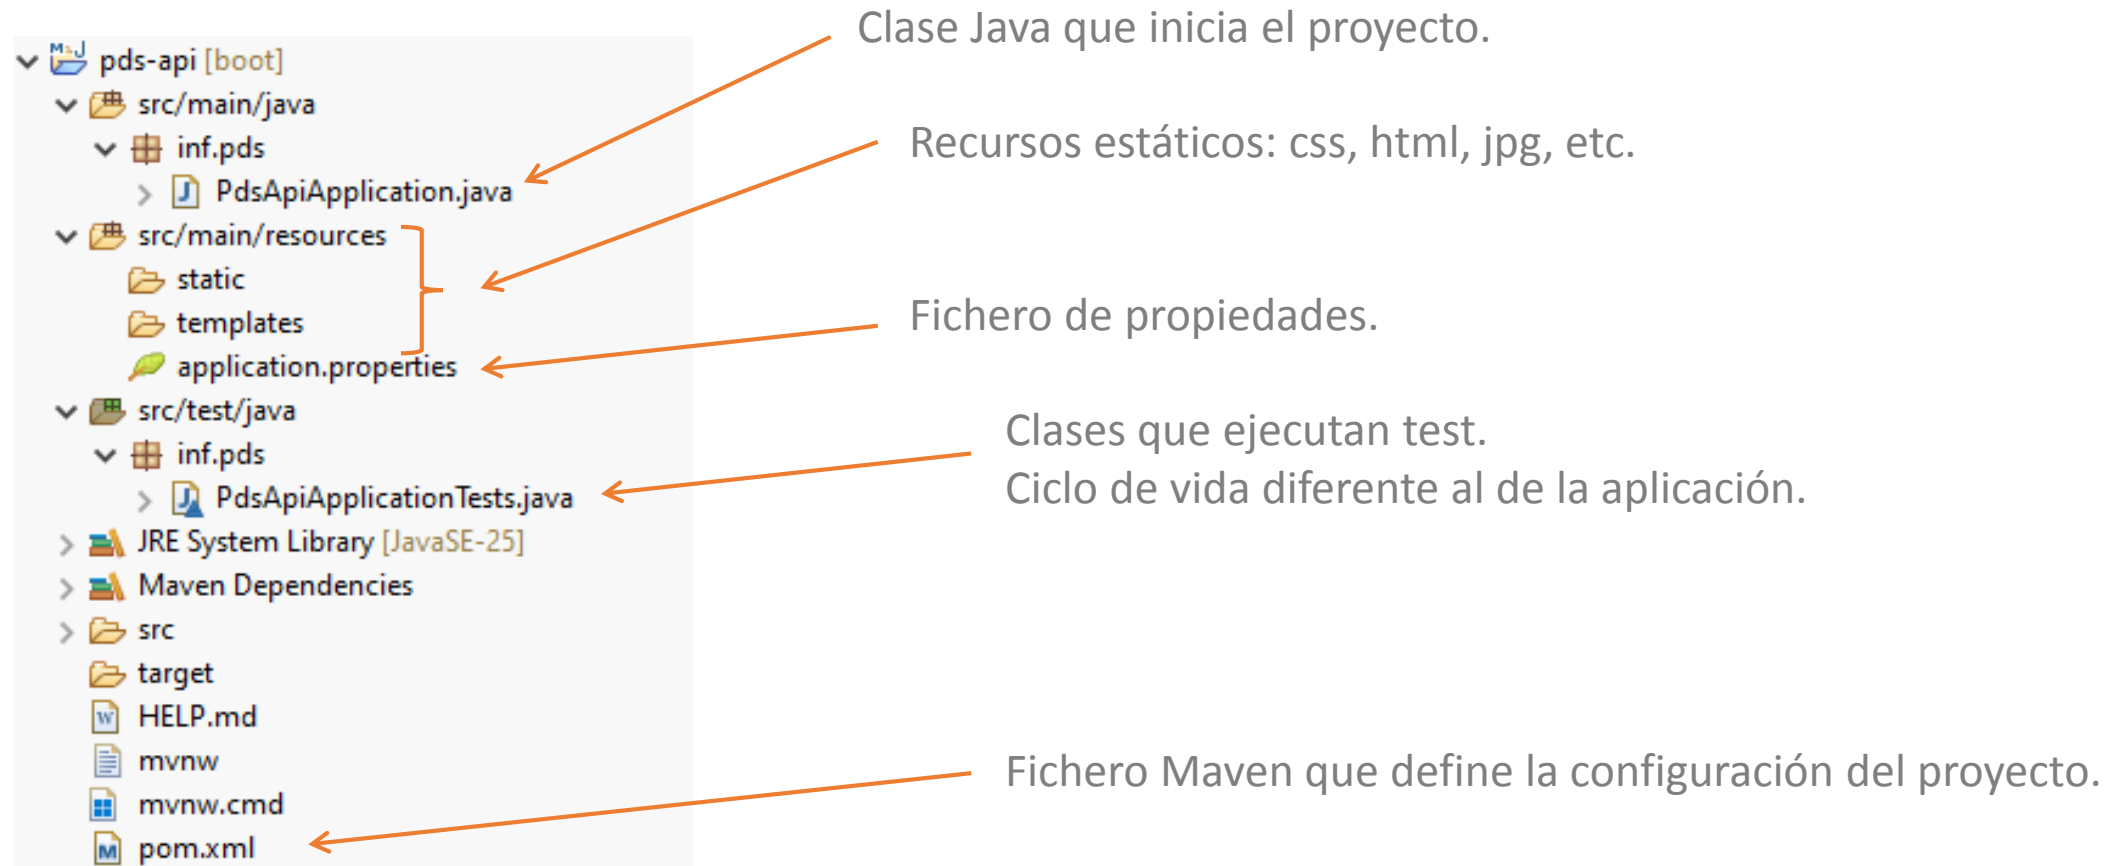 pds-api [boot]
src/main/java
inf.pds
PdsApiApplication.java
src/main/resources
static
templates
application.properties
src/test/java
inf.pds
PdsApiApplicationTests.java
JRE System Library [JavaSE-25]
Maven Dependencies
src
target
HELP.md
mvnw
mvnw.cmd
pom.xml
Clase Java que inicia el proyecto.
Recursos estáticos: css, html, jpg, etc.
Fichero de propiedades.
Clases que ejecutan test.
Ciclo de vida diferente al de la aplicación.
Fichero Maven que define la configuración del proyecto.